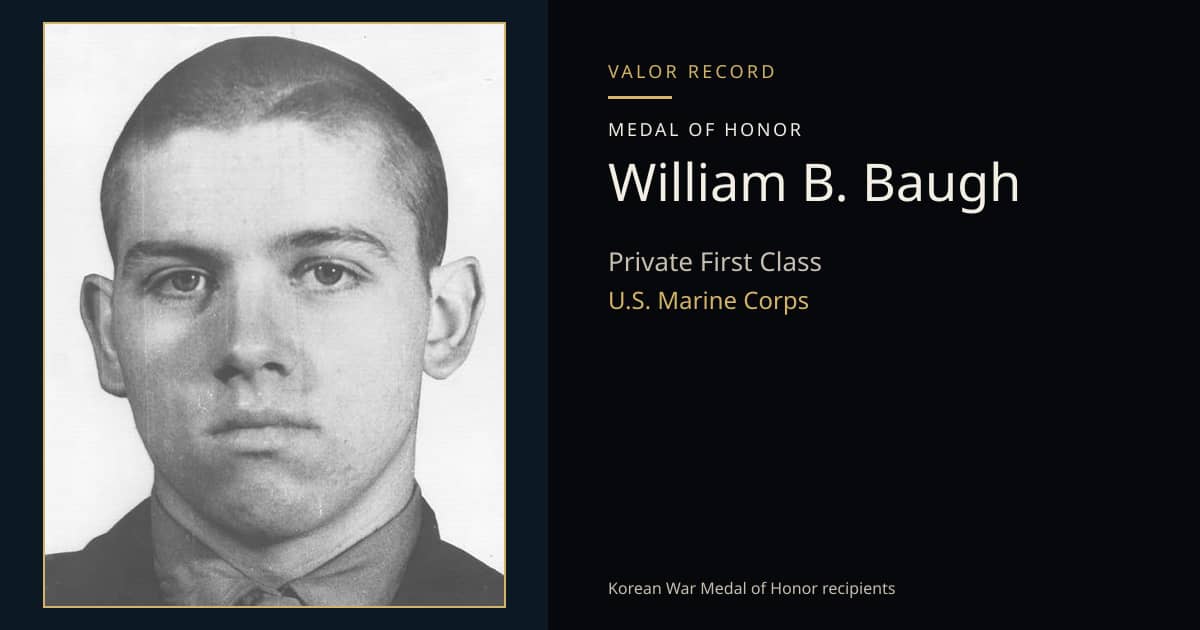 VALOR RECORD
MEDAL OF HONOR
William B. Baugh
Private First Class
U.S. Marine Corps
Korean War Medal of Honor recipients